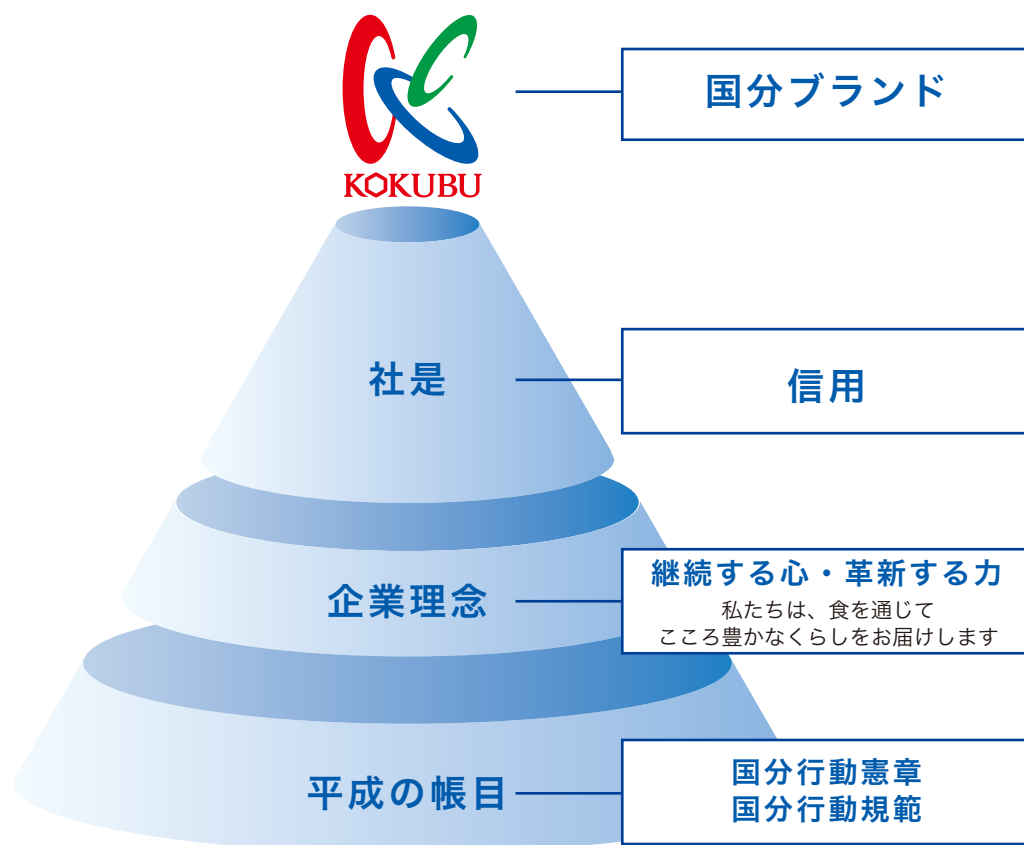 国分ブランド
KOKUBU
社是
信用
継続する心・革新する力
企業理念
私たちは、食を通じて
こころ豊かなくらしをお届けします
平成の帳目
国分行動憲章
国分行動規範